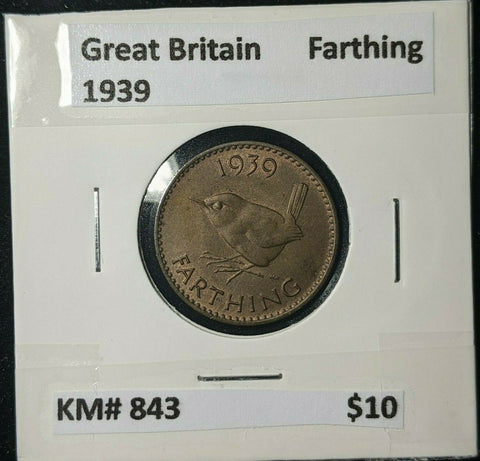 Great Britain Farthing
1939
1939
FARTHING
KM# 843 $10